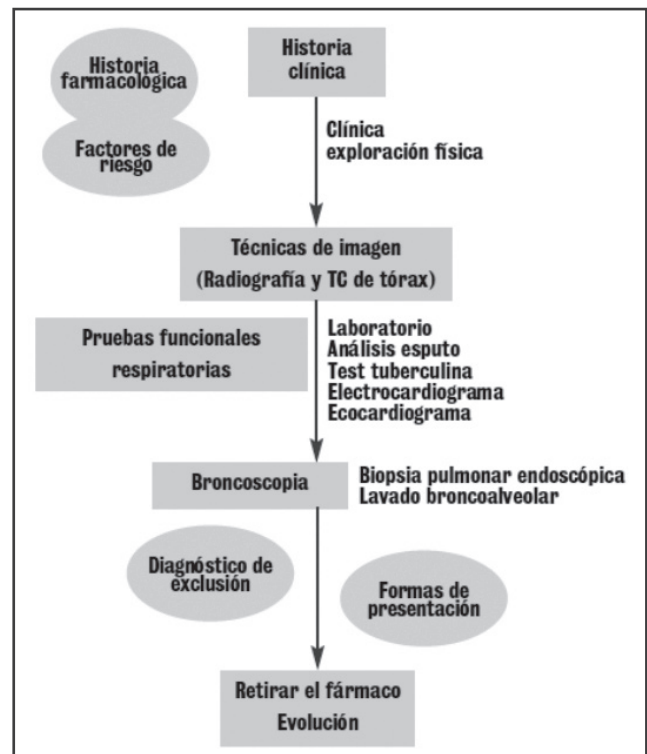 Historia
farmacológica
Factores de
riesgo
Historia
clínica
Clínica
exploración física
Técnicas de imagen
(Radiografía y TC de tórax)
Pruebas funcionales
respiratorias
Laboratorio
Análisis esputo
Test tuberculina
Electrocardiograma
Ecocardiograma
Broncoscopia
Biopsia pulmonar endoscópica
Lavado broncoalveolar
Diagnóstico de
exclusión
Formas de
presentación
Retirar el fármaco
Evolución